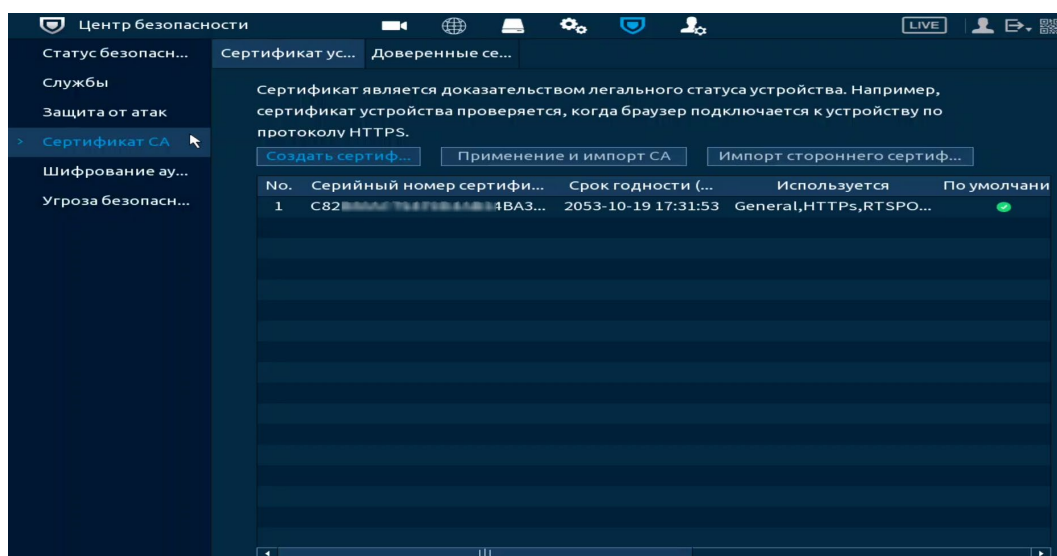 Центр безопасности
LIVE
Статус безопасн...
Сертификат ус...
Доверенные се...
Службы
Сертификат является доказательством легального статуса устройства. Например,
Защита от атак
сертификат устройства проверяется, когда браузер подключается к устройству по
протоколу HTTPS.
> Сертификат CA
Создать сертиф...
Применение и импорт CA
Импорт стороннего сертиф...
Шифрование ау...
Угроза безопасн...
No. Серийный номер сертифи... Срок годности (... Используется По умолчани
1 C82 4BA3... 2053-10-19 17:31:53 General,HTTPs,RTSPO...